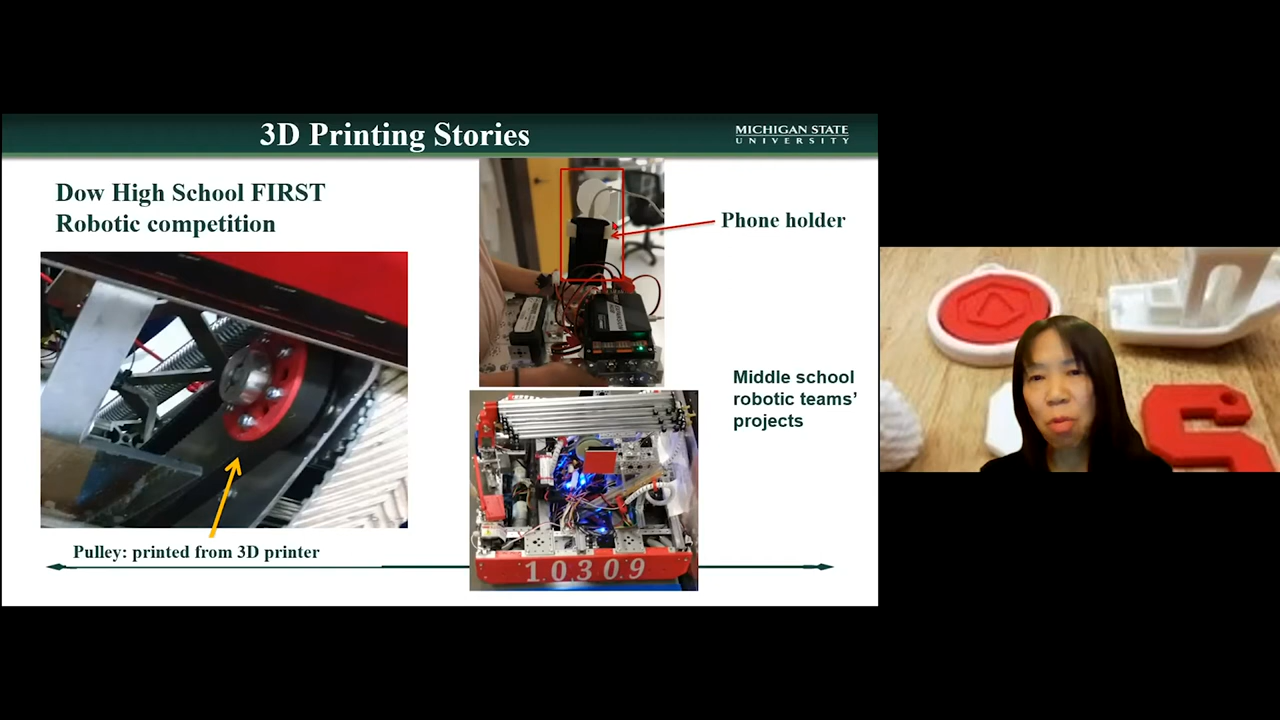 3D Printing Stories
MICHIGAN STATE
UNIVERSITY
Dow High School FIRST
Robotic competition
Phone holder
Middle school
robotic teams’
projects
Pulley: printed from 3D printer
10309